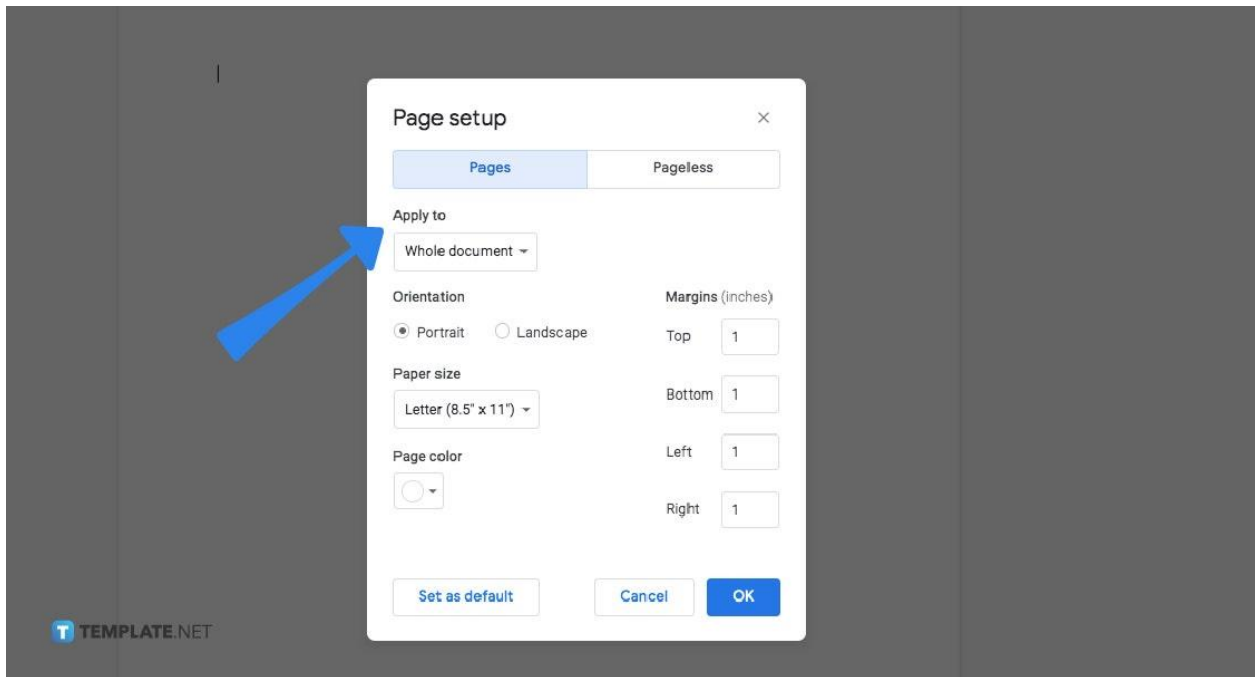 Page setup
Pages
Pageless
Apply to
Whole document
Orientation
Portrait
Landscape
Paper size
Letter (8.5" x 11")
Page color
Margins (inches)
Top 1
Bottom 1
Left 1
Right 1
Set as default
Cancel
OK
T TEMPLATE.NET